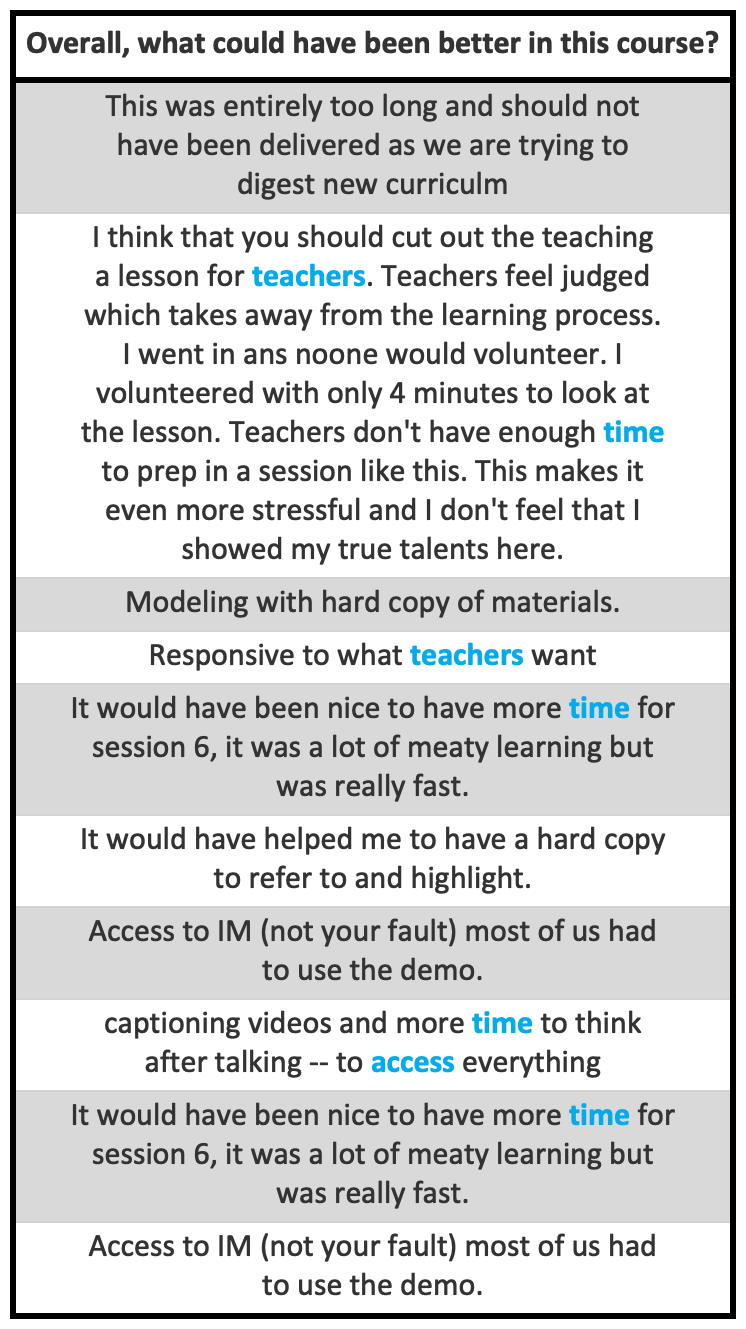 Overall, what could have been better in this course?
This was entirely too long and should not
have been delivered as we are trying to
digest new curriculm
I think that you should cut out the teaching
a lesson for teachers. Teachers feel judged
which takes away from the learning process.
I went in ans noone would volunteer. I
volunteered with only 4 minutes to look at
the lesson. Teachers don't have enough time
to prep in a session like this. This makes it
even more stressful and I don't feel that I
showed my true talents here.
Modeling with hard copy of materials.
Responsive to what teachers want
It would have been nice to have more time for
session 6, it was a lot of meaty learning but
was really fast.
It would have helped me to have a hard copy
to refer to and highlight.
Access to IM (not your fault) most of us had
to use the demo.
captioning videos and more time to think
after talking -- to access everything
It would have been nice to have more time for
session 6, it was a lot of meaty learning but
was really fast.
Access to IM (not your fault) most of us had
to use the demo.